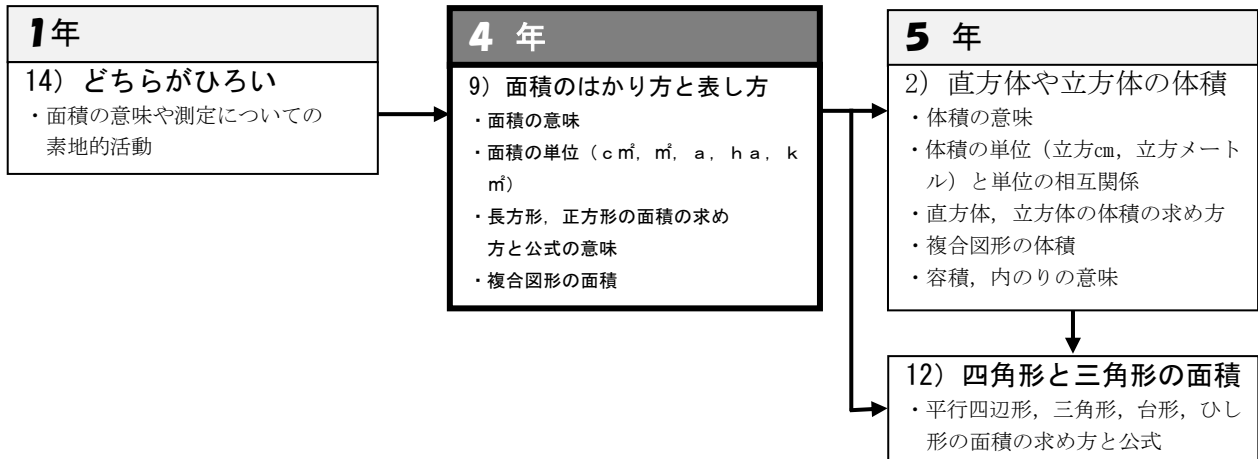 1年
14）どちらがひろい
・面積の意味や測定についての
素地的活動
4 年
9）面積のはかり方と表し方
・面積の意味
・面積の単位（ｃ㎡，㎡，ａ，ｈａ，ｋ
㎡）
・長方形，正方形の面積の求め
方と公式の意味
・複合図形の面積
5 年
2）直方体や立方体の体積
・体積の意味
・体積の単位（立方㎝，立方メート
ル）と単位の相互関係
・直方体，立方体の体積の求め方
・複合図形の体積
・容積，内のりの意味
12）四角形と三角形の面積
・平行四辺形，三角形，台形，ひし
形の面積の求め方と公式